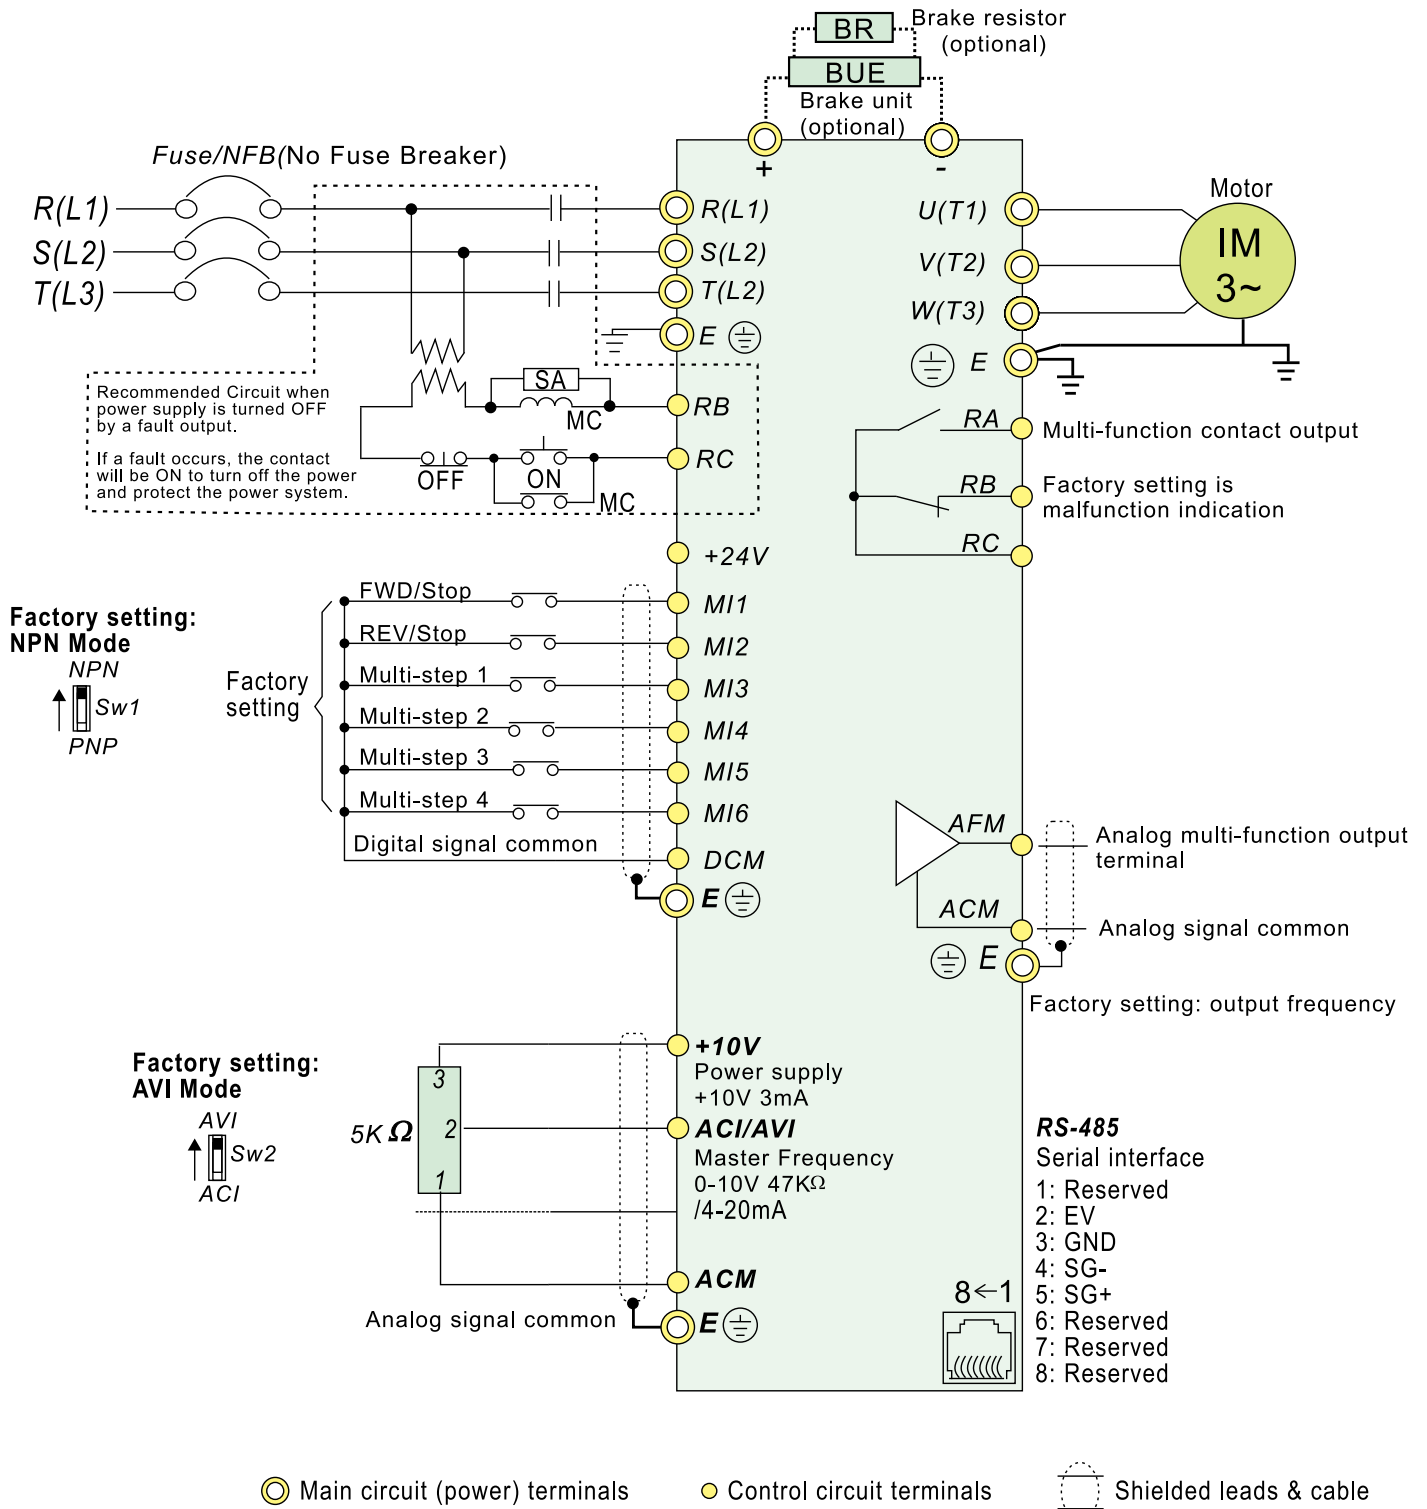 BR
Brake resistor
(optional)
BUE
Brake unit
(optional)
+
-
Fuse/NFB(No Fuse Breaker)
R(L1)
S(L2)
T(L3)
R(L1)
S(L2)
T(L2)
E
U(T1)
V(T2)
W(T3)
E
Motor
IM
3~
Recommended Circuit when
power supply is turned OFF
by a fault output.
If a fault occurs, the contact
will be ON to turn off the power
and protect the power system.
SA
MC
OFF
ON
MC
RB
RC
RA
Multi-function contact output
RB
Factory setting is
malfunction indication
RC
+24V
Factory setting:
NPN Mode
NPN
Sw1
PNP
Factory
setting
FWD/Stop
MI1
REV/Stop
MI2
Multi-step 1
MI3
Multi-step 2
MI4
Multi-step 3
MI5
Multi-step 4
MI6
Digital signal common
DCM
E
AFM
Analog multi-function output
terminal
ACM
Analog signal common
E
Factory setting: output frequency
Factory setting:
AVI Mode
AVI
Sw2
ACI
5K Ω
3
2
1
+10V
Power supply
+10V 3mA
ACI/AVI
Master Frequency
0-10V 47KΩ
/4-20mA
ACM
Analog signal common
E
RS-485
Serial interface
1: Reserved
2: EV
3: GND
4: SG-
5: SG+
6: Reserved
7: Reserved
8: Reserved
8←1
Main circuit (power) terminals
Control circuit terminals
Shielded leads & cable